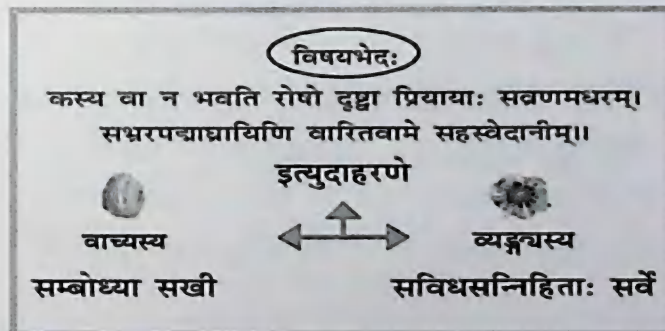 विषयभेदः
कस्य वा न भवति रोषो दृष्ट्वा प्रियायाः सव्रणमधरम्।
सभ्रमरपद्माघ्रायिणि वारितवामे सहस्वेदानीम्॥
इत्युदाहरणे
वाच्यस्य व्यङ्ग्यस्य
सम्बोध्या सखी सविधसन्निहिताः सर्वे